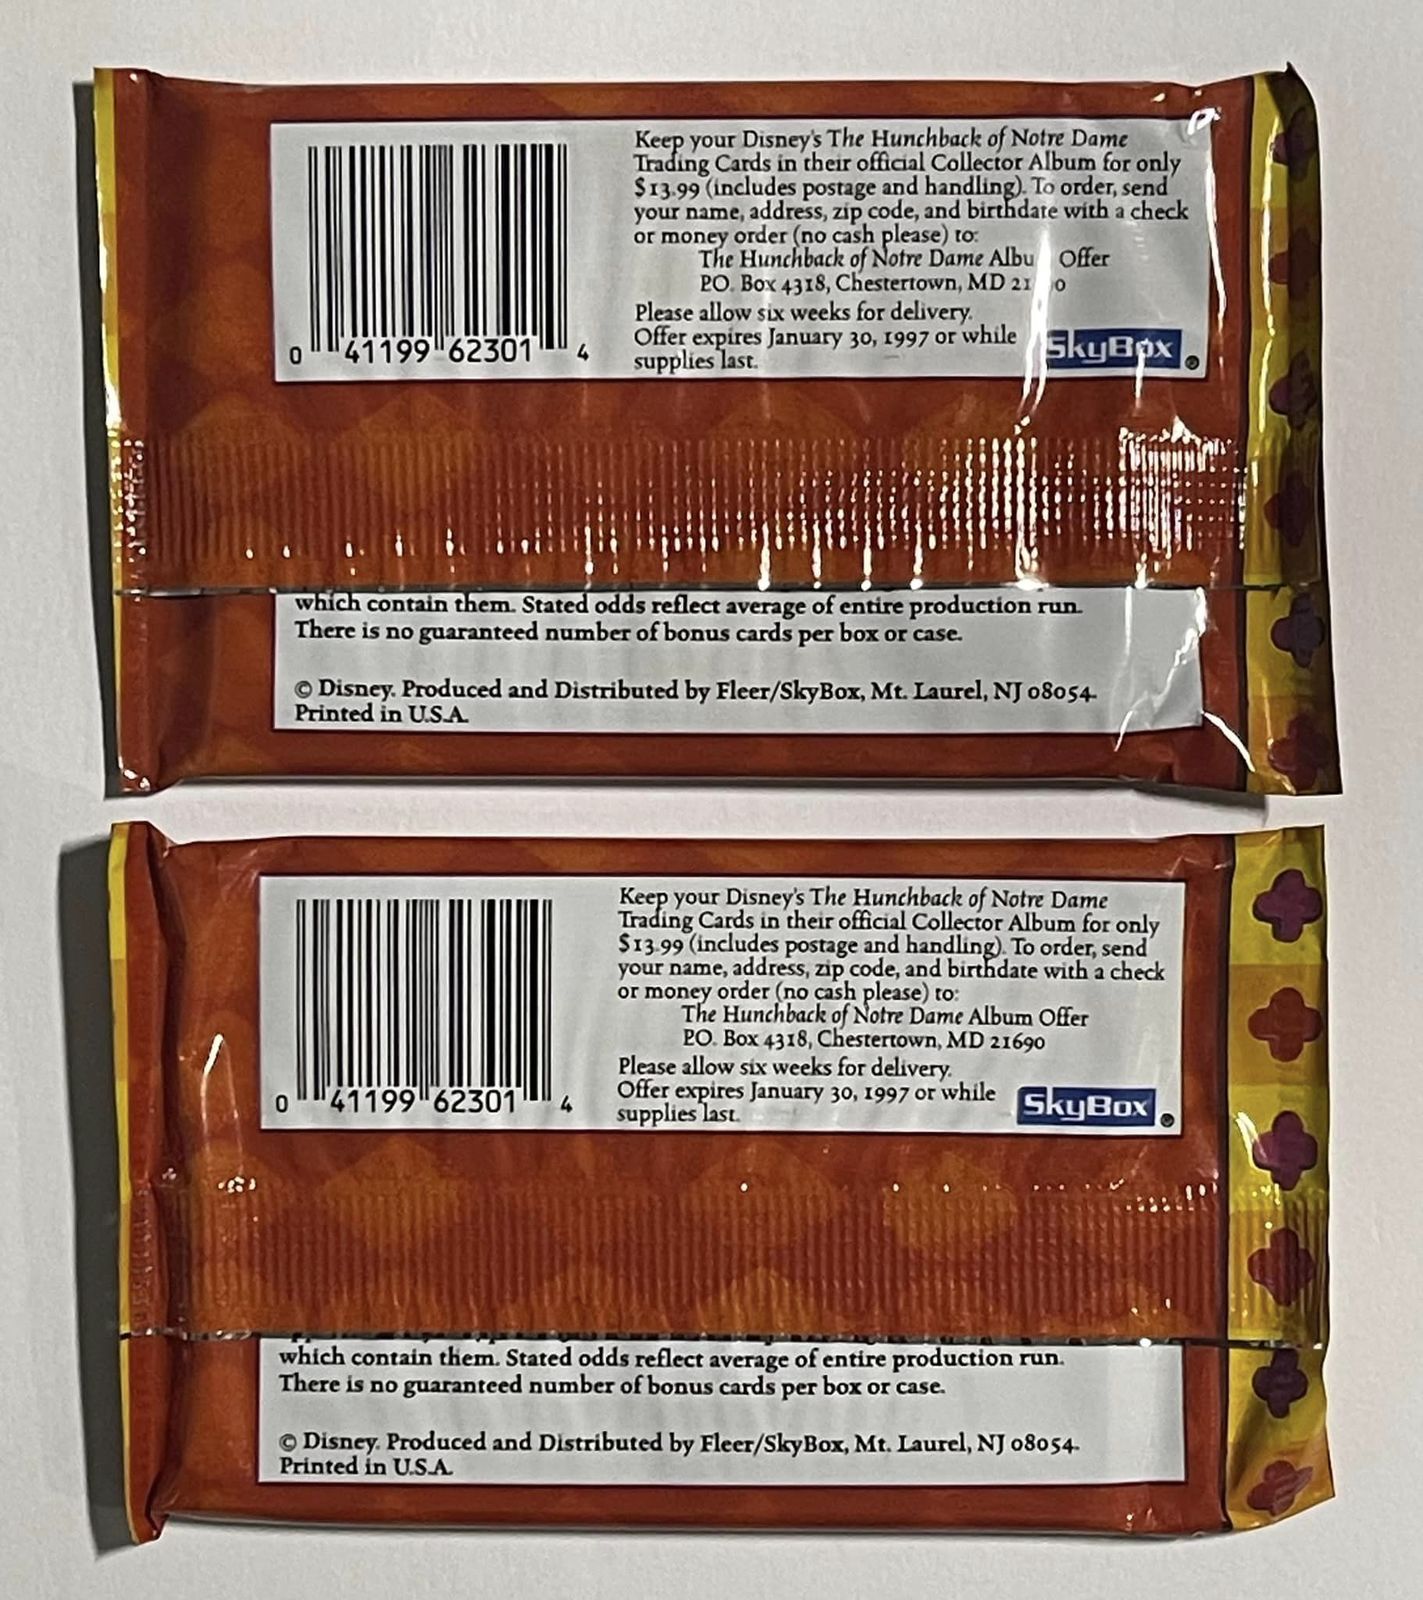 Keep your Disney's The Hunchback of Notre Dame
Trading Cards in their official Collector Album for only
$13.99 (includes postage and handling). To order, send
your name, address, zip code, and birthdate with a check
or money order (no cash please) to:
The Hunchback of Notre Dame Offer
P.O. Box 4318, Chestertown, MD
Please allow six weeks for delivery.
Offer expires January 30, 1997 or while
supplies last.
SkyBox ®
0 41199 62301 4
which contain them. Stated odds reflect average of entire production run.
There is no guaranteed number of bonus cards per box or case.
© Disney. Produced and Distributed by Fleer/SkyBox, Mt. Laurel, NJ 08054.
Printed in U.S.A.
Keep your Disney's The Hunchback of Notre Dame
Trading Cards in their official Collector Album for only
$13.99 (includes postage and handling). To order, send
your name, address, zip code, and birthdate with a check
or money order (no cash please) to:
The Hunchback of Notre Dame Album Offer
P.O. Box 4318, Chestertown, MD 21690
Please allow six weeks for delivery.
Offer expires January 30, 1997 or while
supplies last.
SkyBox ®
0 41199 62301 4
which contain them. Stated odds reflect average of entire production run.
There is no guaranteed number of bonus cards per box or case.
© Disney. Produced and Distributed by Fleer/SkyBox, Mt. Laurel, NJ 08054.
Printed in U.S.A.